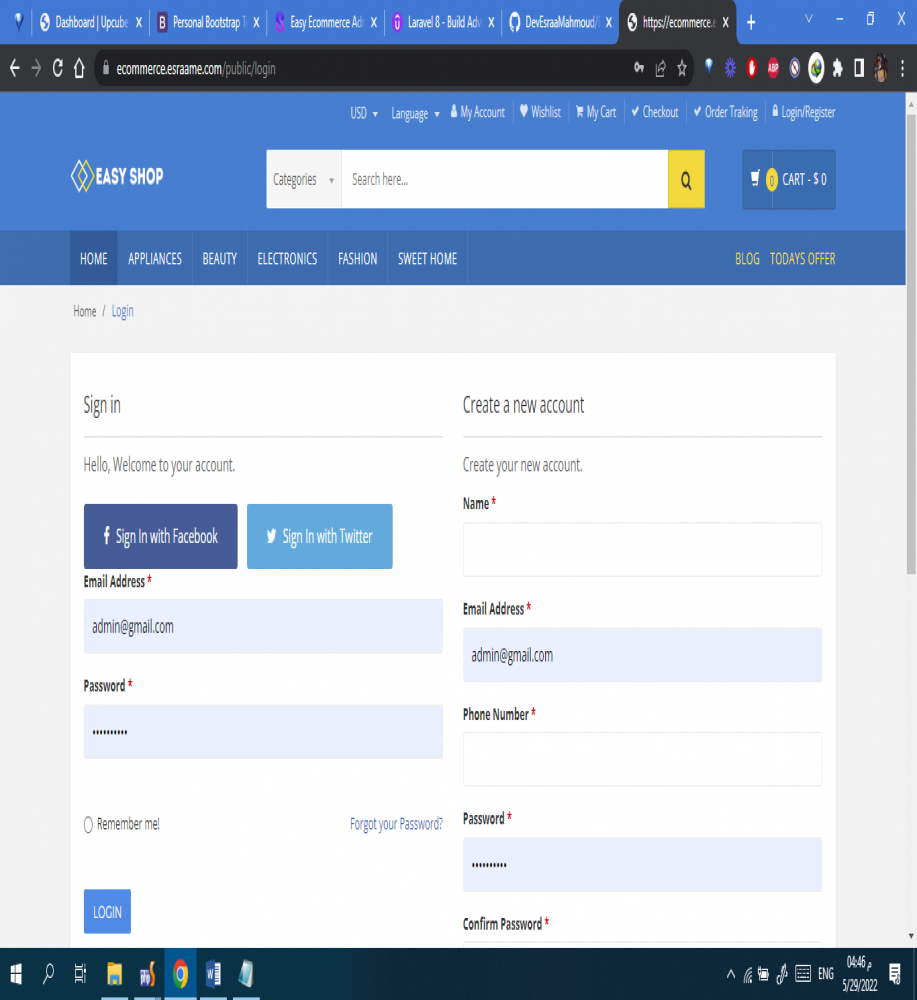 Dashboard | Upcube
Personal Bootstrap T
Easy Ecommerce Ad
Laravel 8 - Build Adv
DevEsraaMahmoud/
https://ecommerce.e
ecommerce.esraame.com/public/login
ABP
USD
Language
My Account
Wishlist
My Cart
Checkout
Order Traking
Login/Register
EASY SHOP
Categories
Search here...
0
CART - $ 0
HOME
APPLIANCES
BEAUTY
ELECTRONICS
FASHION
SWEET HOME
BLOG
TODAYS OFFER
Home / Login
Sign in
Hello, Welcome to your account.
Sign In with Facebook
Sign In with Twitter
Email Address *
admin@gmail.com
Password *
••••••••••
Remember me!
Forgot your Password?
LOGIN
Create a new account
Create your new account.
Name *
Email Address *
admin@gmail.com
Phone Number *
Password *
••••••••••
Confirm Password *
ENG
04:46 م
5/29/2022